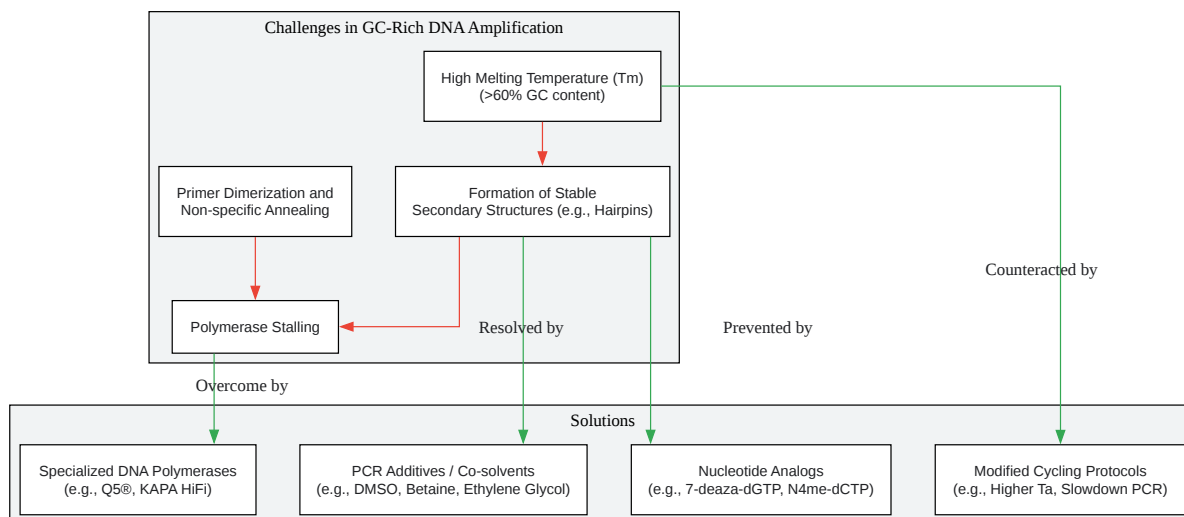 Challenges in GC-Rich DNA Amplification
High Melting Temperature (Tm)
(>60% GC content)
Primer Dimerization and
Non-specific Annealing
Formation of Stable
Secondary Structures (e.g., Hairpins)
Counteracted by
Polymerase Stalling
Resolved by
Prevented by
Overcome by
Solutions
Specialized DNA Polymerases
(e.g., Q5®, KAPA HiFi)
PCR Additives / Co-solvents
(e.g., DMSO, Betaine, Ethylene Glycol)
Nucleotide Analogs
(e.g., 7-deaza-dGTP, N4me-dCTP)
Modified Cycling Protocols
(e.g., Higher Ta, Slowdown PCR)